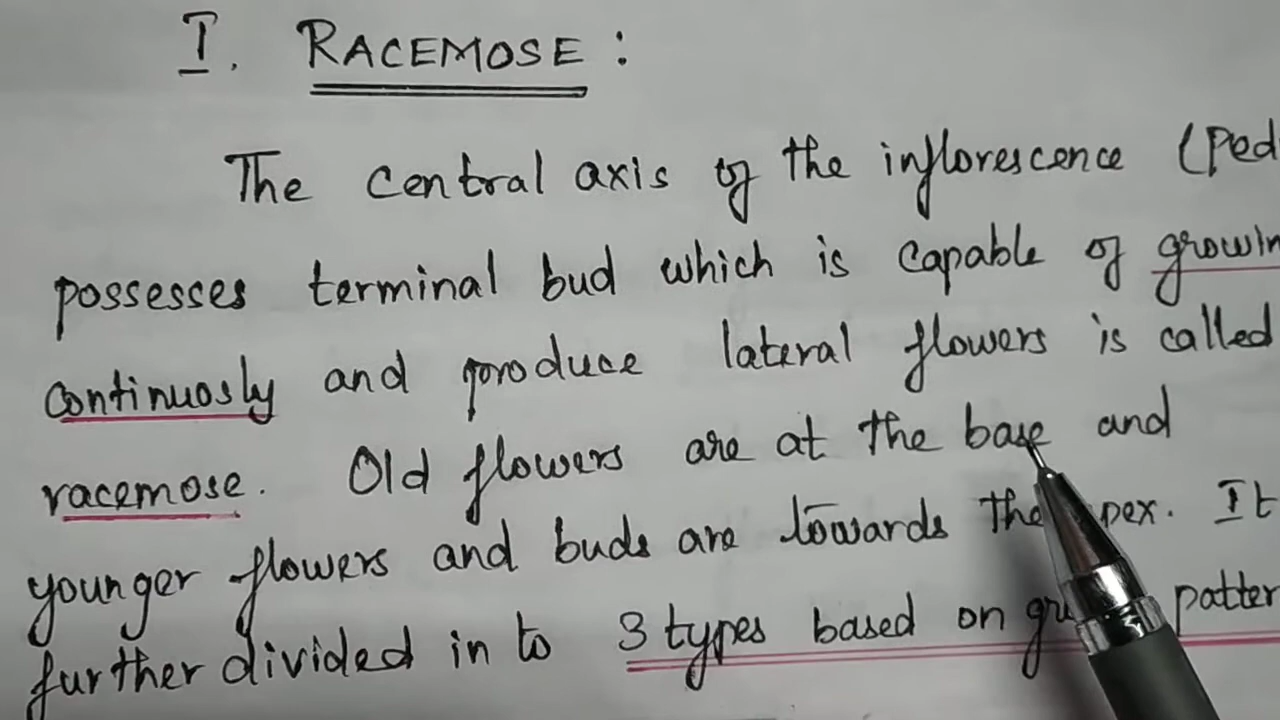 I. RACEMOSE :
The central axis of the inflorescence (Ped
possesses terminal bud which is capable of growin
continuosly and produce lateral flowers is called
racemose. Old flowers are at the base and
younger flowers and buds are towards the pex. It
further divided in to 3 types based on patter